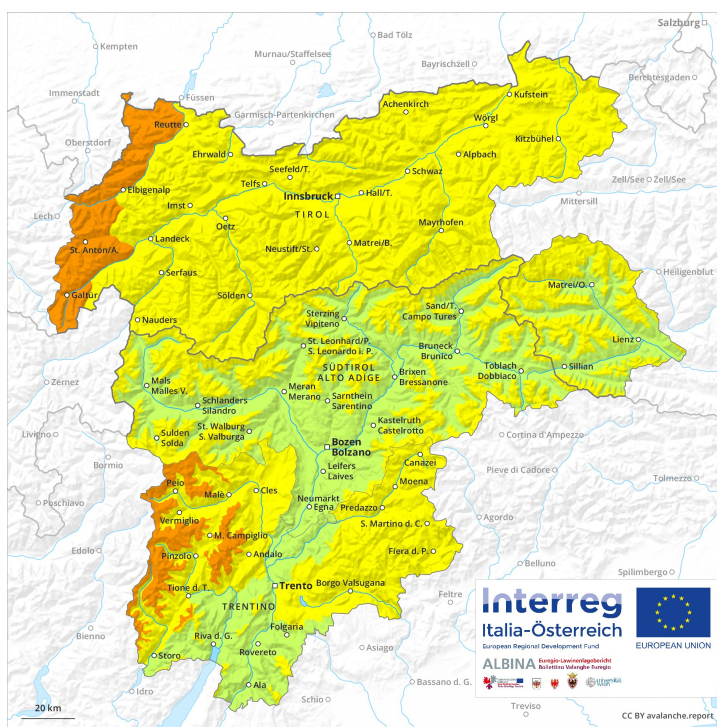 Salzburg
Bad Tölz
Kempten
Murnau/Staffelsee
Bayrischzell
Berchtesgaden
Immenstadt
Füssen
Garmisch-Partenkirchen
Achenkirch
Kufstein
Reutte
Wörgl
Oberstdorf
Ehrwald
Kitzbühel
Alpbach
Seefeld/T.
Schwaz
Telfs
Zell/See
Zell/See
Elbigenalp
Innsbruck
Hall/T.
Mittersill
Imst
TIROL
Lech
Oetz
Mayrhofen
Landeck
St. Anton/A.
Neustift/St.
Matrei/B.
Serfaus
Heiligenblut
Matrei/O.
Galtür
Sölden
Sand/T.
Campo Tures
Nauders
Sterzing
Vipiteno
Lienz
St. Leonhard/P.
S. Leonardo i. P.
Bruneck
Brunico
Toblach
Dobbiaco
Sillian
SÜDTIROL
ALTO ADIGE
Brixen
Bressanone
Zernez
Mals
Malles V.
Meran
Merano
Schlanders
Silandro
Sarnthein
Sarentino
St. Walburg
S. Valburga
Kastelruth
Castelrotto
Livigno
Sulden
Solda
Cortina d'Ampezzo
Bozen
Bolzano
Bormio
Canazei
Leifers
Laives
Pieve di Cadore
Tolmezzo
Peio
Moena
Poschiavo
Malè
Cles
Neumarkt
Egna
Predazzo
Agordo
Vermiglio
S. Martino d. C.
M. Campiglio
Edolo
Pinzolo
Andalo
Fiera d. P.
Belluno
Spilimbergo
Tione d. T.
Trento
Borgo Valsugana
Feltre
TRENTINO
Bienno
Folgaria
Riva d. G.
Rovereto
Asiago
Storo
Idro
Ala
Schio
Bassano d. G.
Treviso
Interreg
Italia-Österreich
European Regional Development Fund
EUROPEAN UNION
ALBINA
Euregio-Lawinenlagebericht
Bollettino Valanghe Euregio
20 km
CC BY avalanche.report